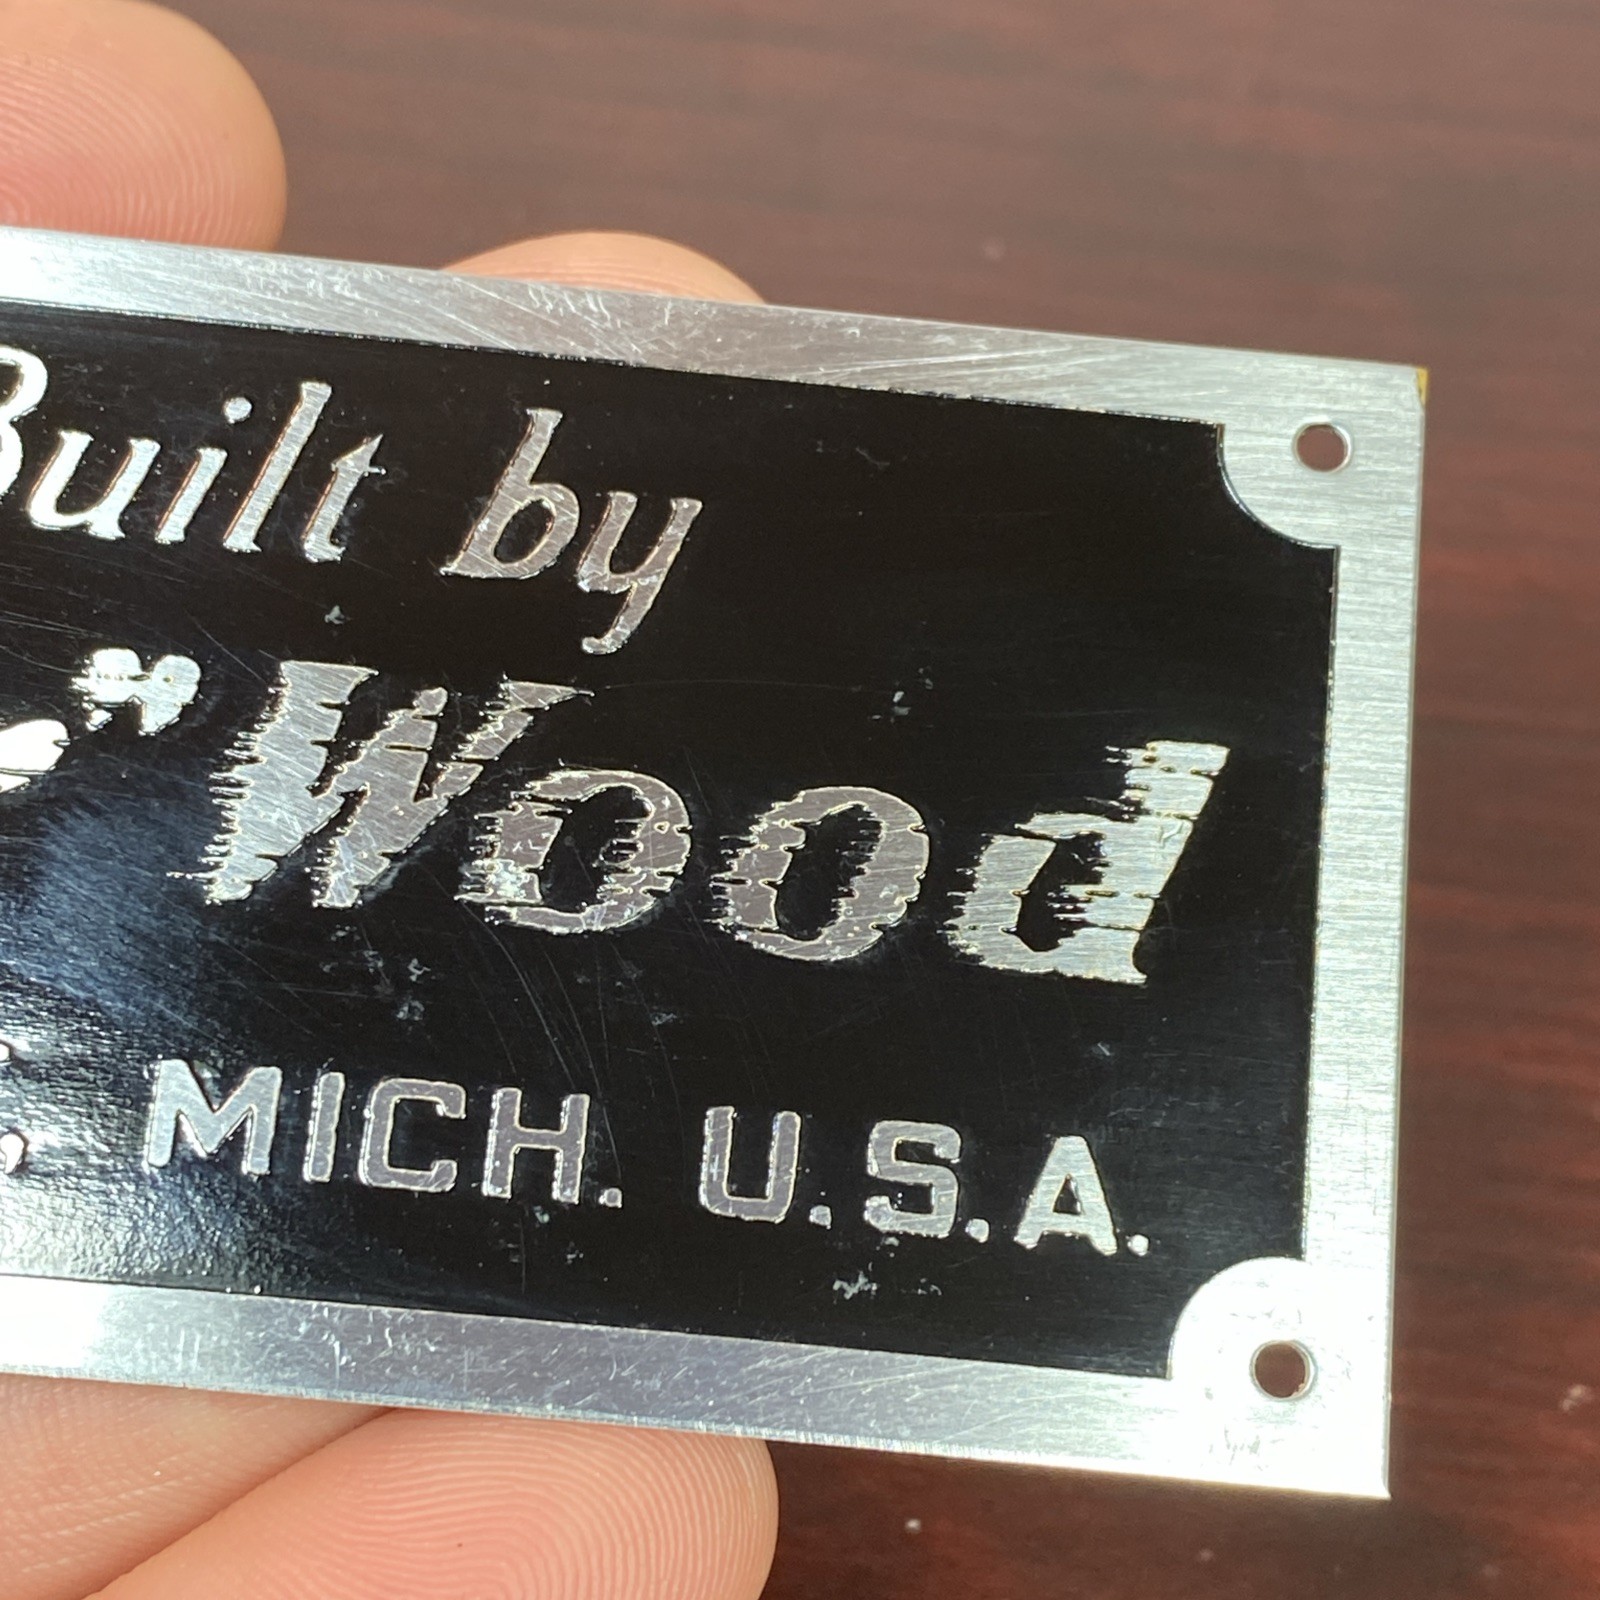 Built by
" Wood
, MICH. U.S.A.